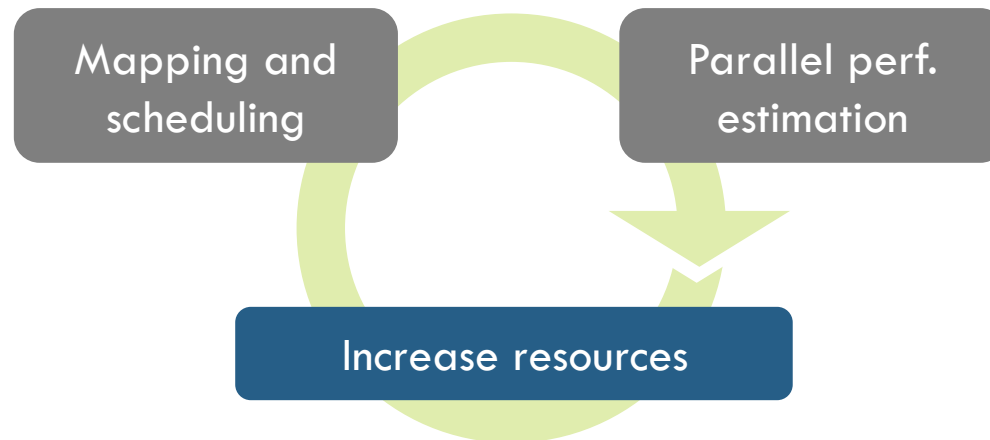 Mapping and
scheduling
Parallel perf.
estimation
Increase resources